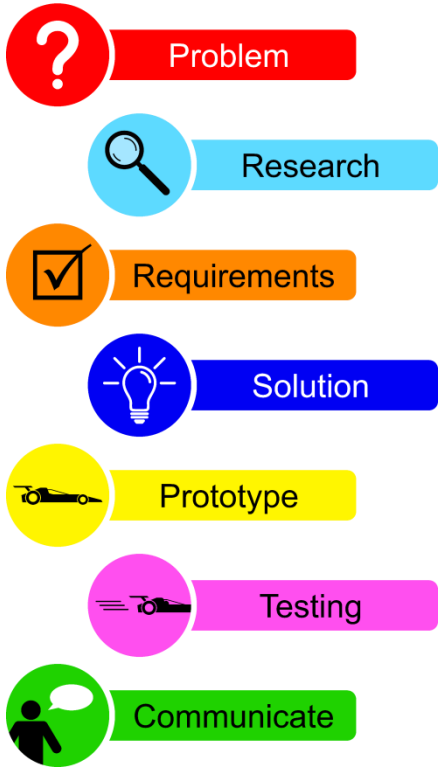 Problem
Research
Requirements
Solution
Prototype
Testing
Communicate